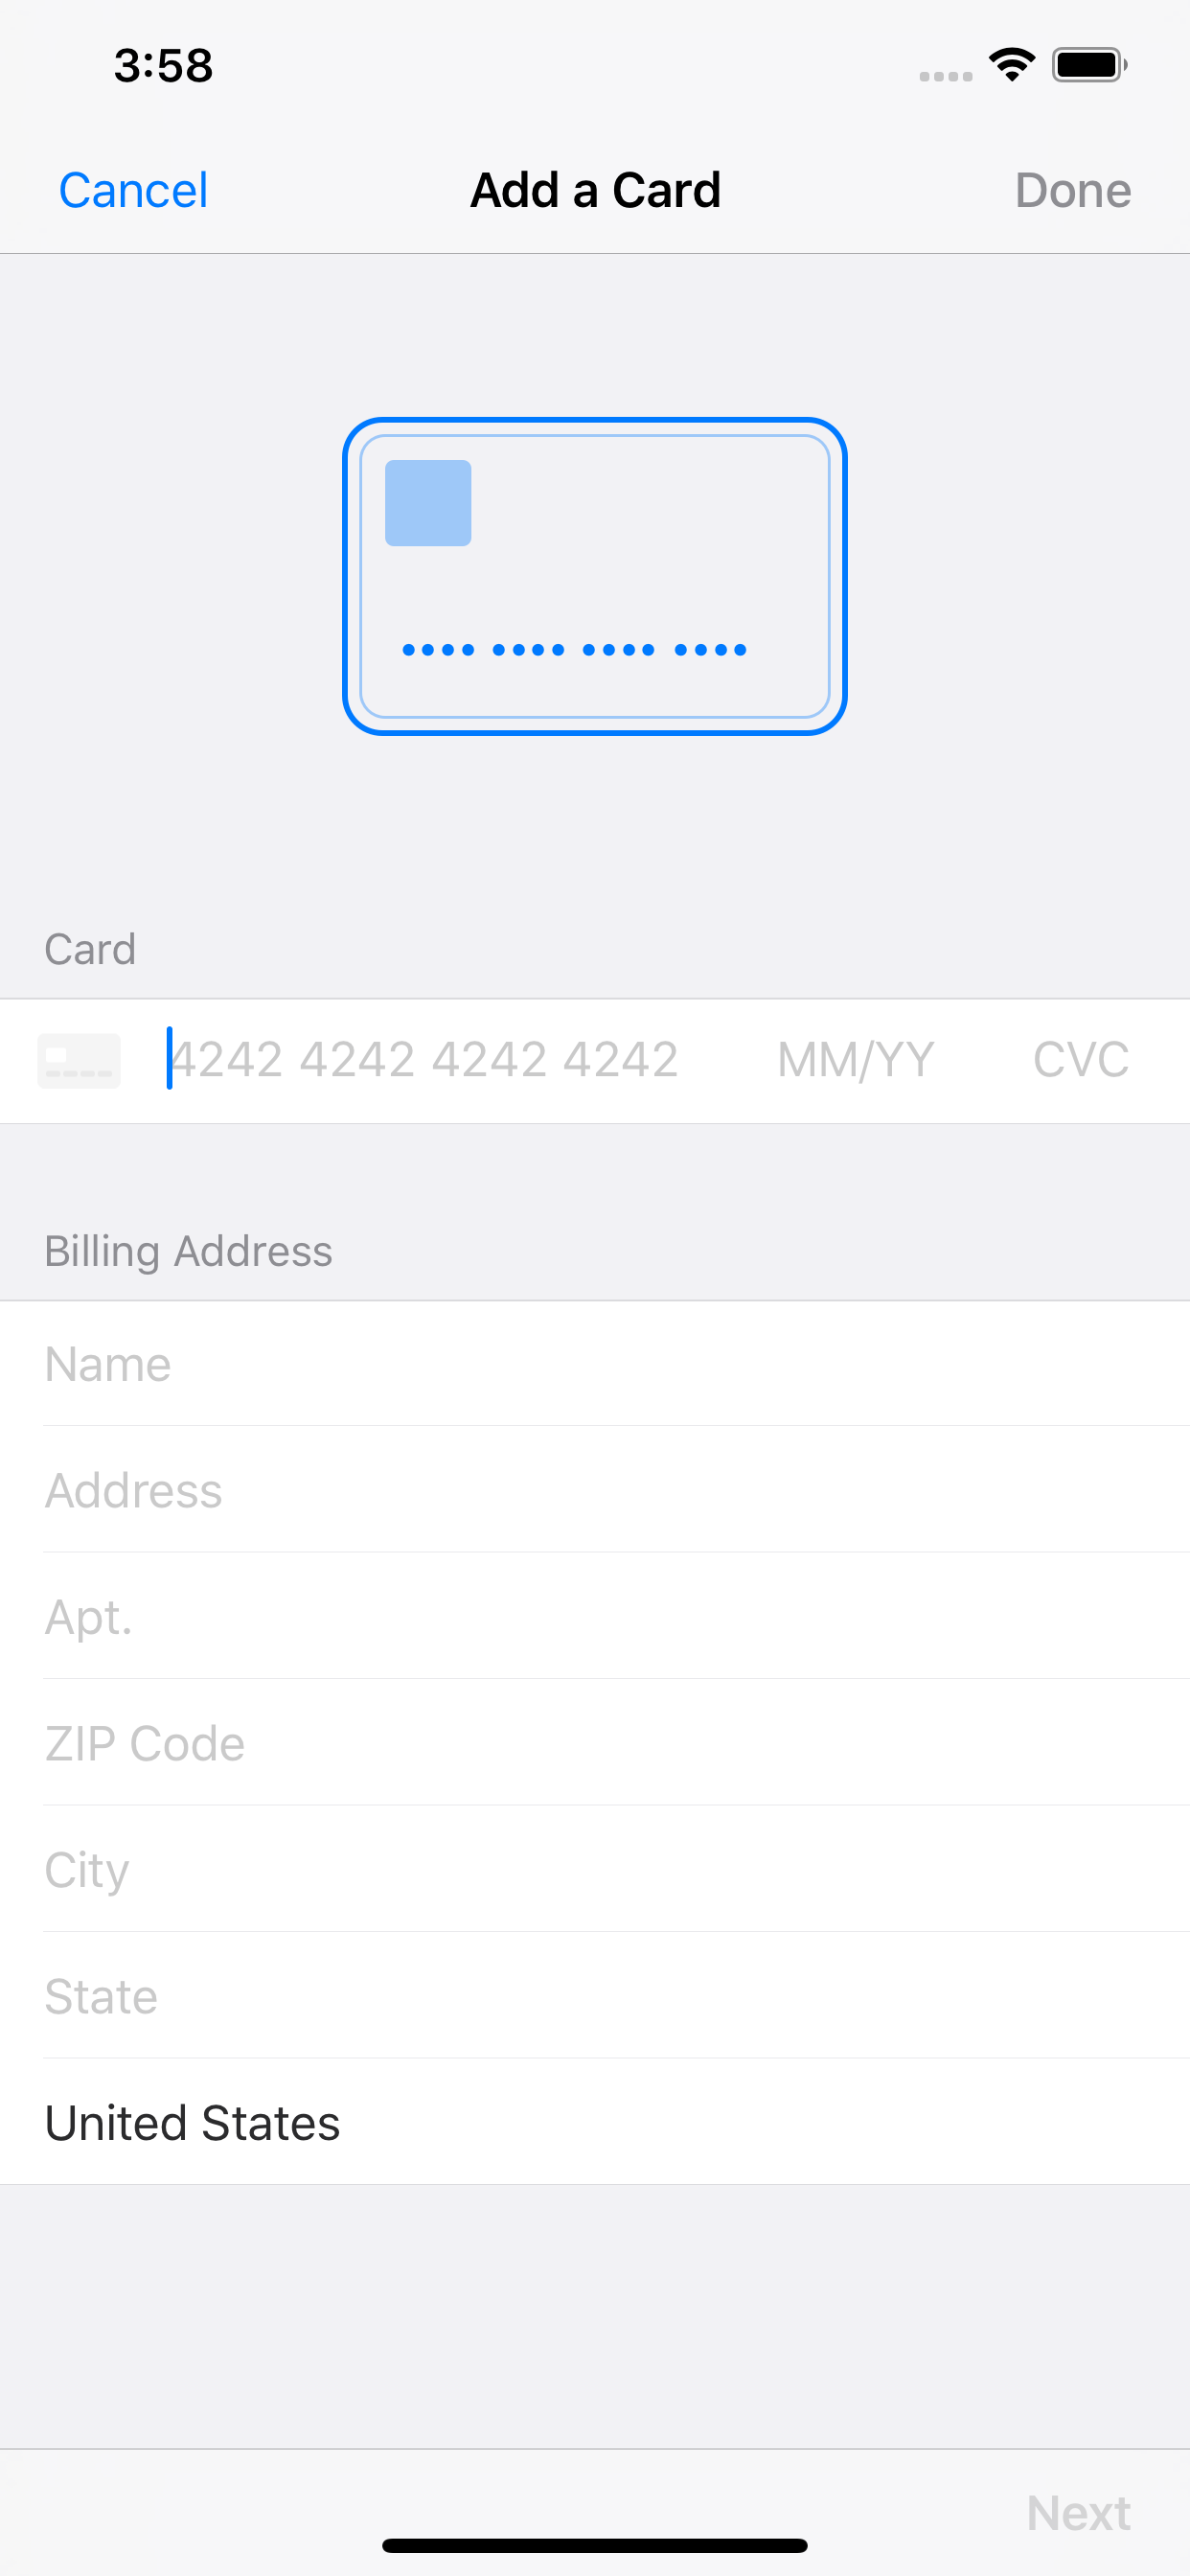 3:58
Cancel Add a Card Done
Card
4242 4242 4242 4242 MM/YY CVC
Billing Address
Name
Address
Apt.
ZIP Code
City
State
United States
Next